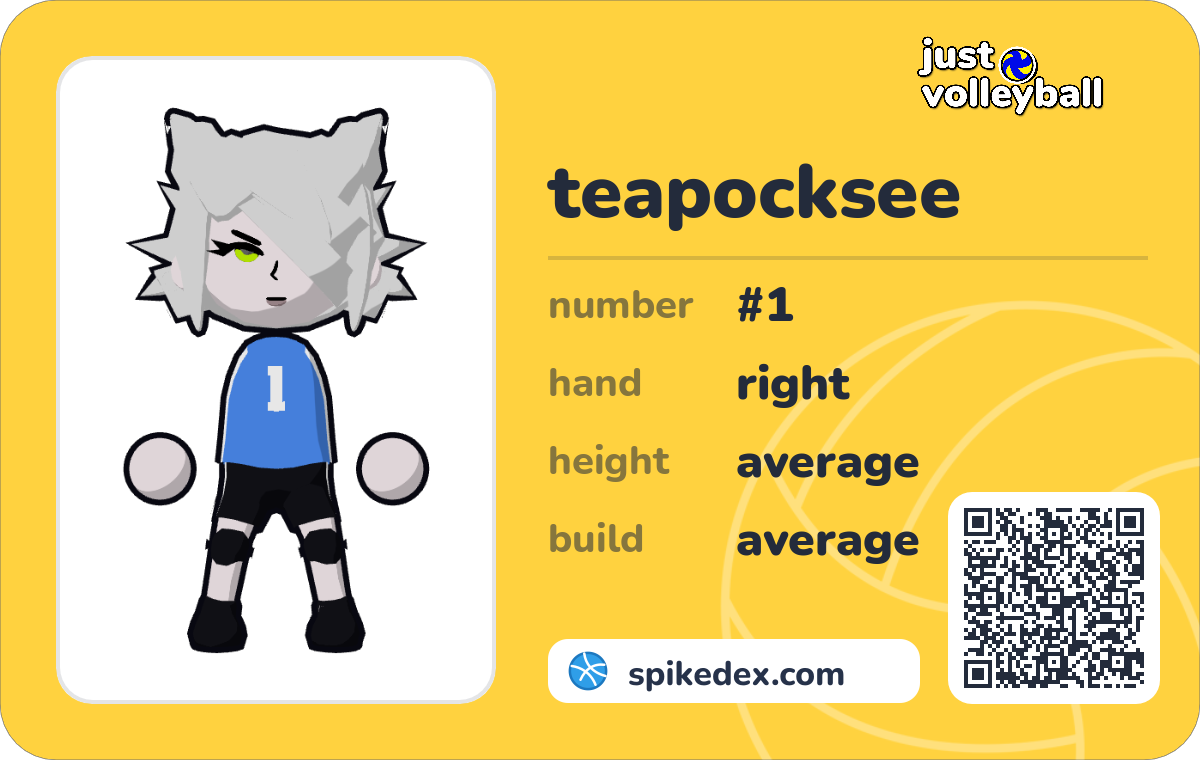 just
volleyball
teapocksee
number #1
hand right
height average
build average
1
spikedex.com